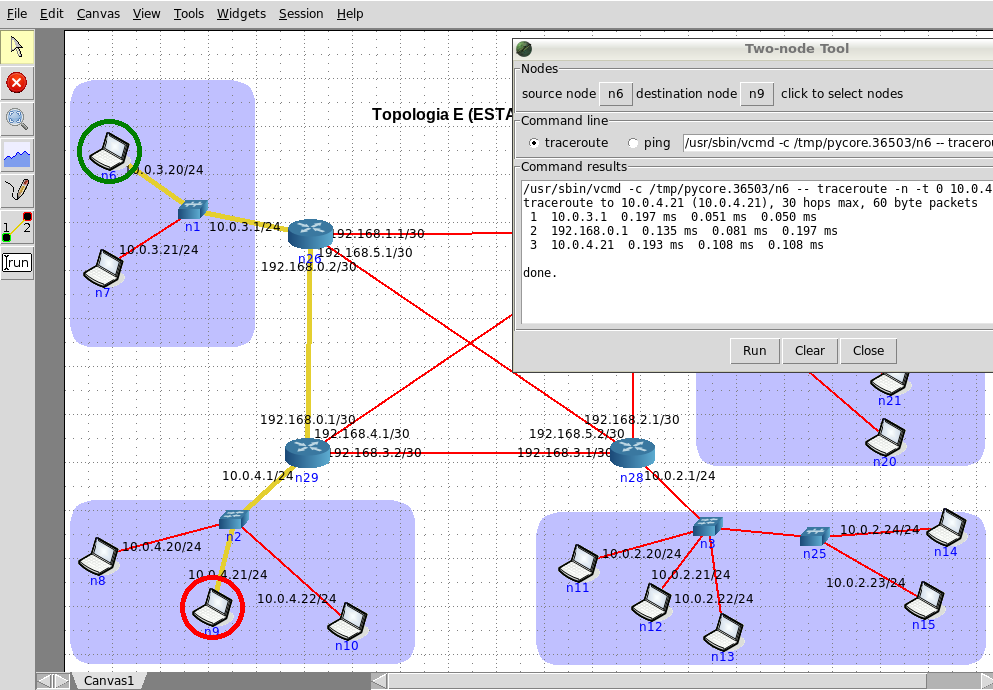 File Edit Canvas View Tools Widgets Session Help
Two-node Tool
Nodes
source node n6 destination node n9 click to select nodes
Command line
traceroute ping /usr/sbin/vcmd -c /tmp/pycore.36503/n6 -- tracerou
Command results
/usr/sbin/vcmd -c /tmp/pycore.36503/n6 -- traceroute -n -t 0 10.0.4
traceroute to 10.0.4.21 (10.0.4.21), 30 hops max, 60 byte packets
1 10.0.3.1 0.197 ms 0.051 ms 0.050 ms
2 192.168.0.1 0.135 ms 0.081 ms 0.197 ms
3 10.0.4.21 0.193 ms 0.108 ms 0.108 ms
done.
Run Clear Close
Topologia E (ESTA
n6
10.0.3.20/24
n1
10.0.3.1/24
10.0.3.21/24
n7
192.168.1.1/30
192.168.5.1/30
n26
192.168.0.2/30
1 2
run
n21
n20
192.168.0.1/30
192.168.4.1/30
192.168.3.2/30
n29
10.0.4.1/24
192.168.2.1/30
192.168.5.2/30
192.168.3.1/30
n28
10.0.2.1/24
n2
10.0.4.20/24
n8
10.0.4.21/24
10.0.4.22/24
n9
n10
n3
n25
10.0.2.24/24
n14
10.0.2.20/24
n11
10.0.2.21/24
10.0.2.22/24
10.0.2.23/24
n12
n13
n15
Canvas1